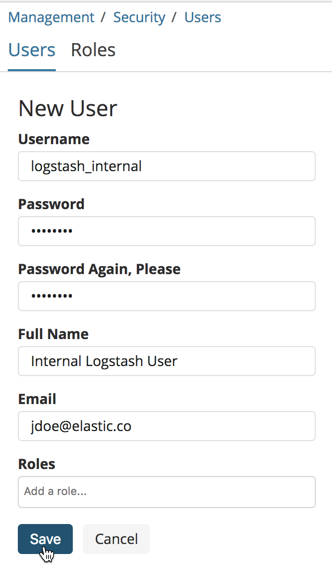 Management / Security / Users
Users Roles
New User
Username
logstash_internal
Password
••••••••
Password Again, Please
••••••••
Full Name
Internal Logstash User
Email
jdoe@elastic.co
Roles
Add a role...
Save Cancel